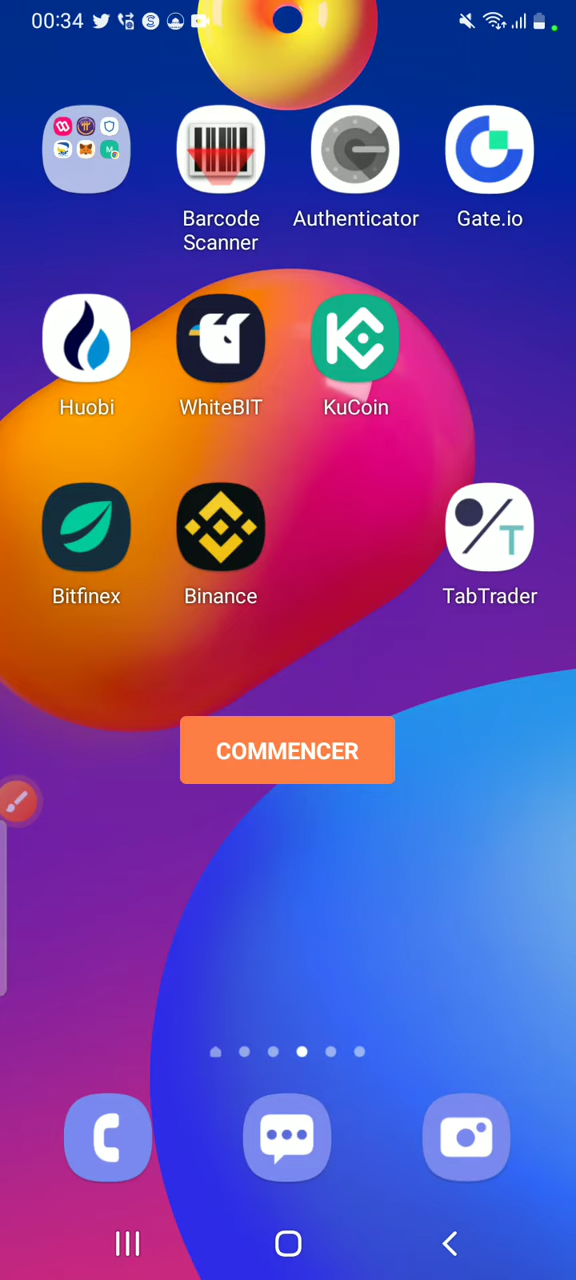 00:34
Barcode
Scanner
Authenticator
Gate.io
Huobi
WhiteBIT
KuCoin
Bitfinex
Binance
TabTrader
COMMENCER